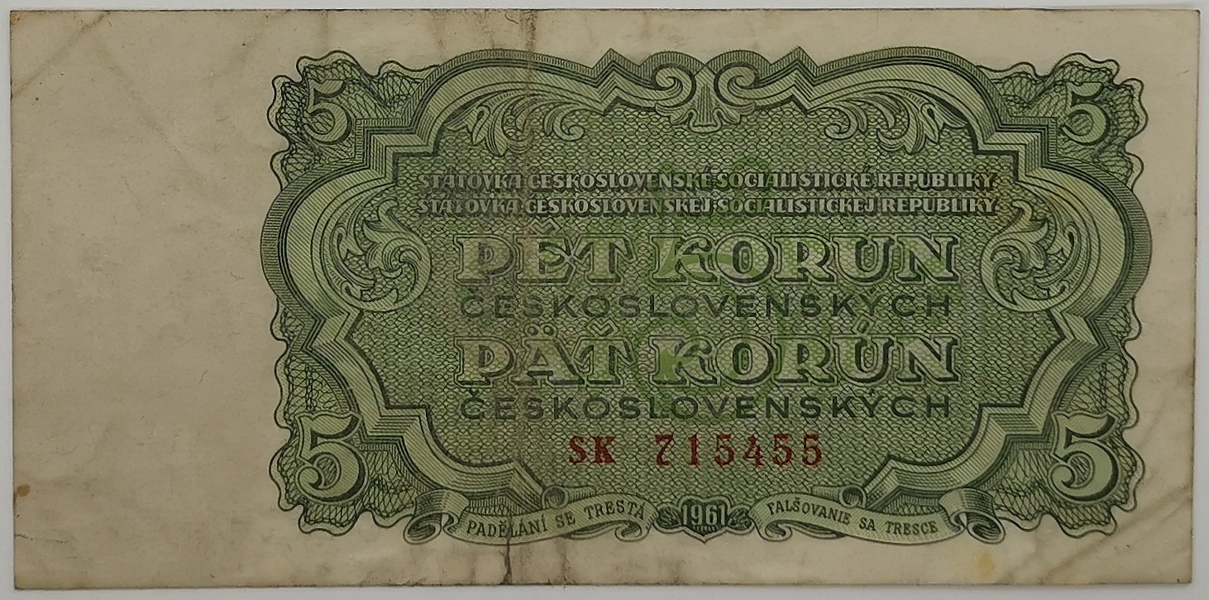 5 5
STÁTOVKA ČESKOSLOVENSKÉ SOCIALISTICKÉ REPUBLIKY
ŠTÁTOVKA ČESKOSLOVENSKEJ SOCIALISTICKEJ REPUBLIKY
PĚT KORUN
ČESKOSLOVENSKÝCH
PÄŤ KORÚN
ČESKOSLOVENSKÝCH
SK 715455
5 5
PADĚLÁNÍ SE TRESTÁ 1961 FALŠOVANIE SA TRESCE